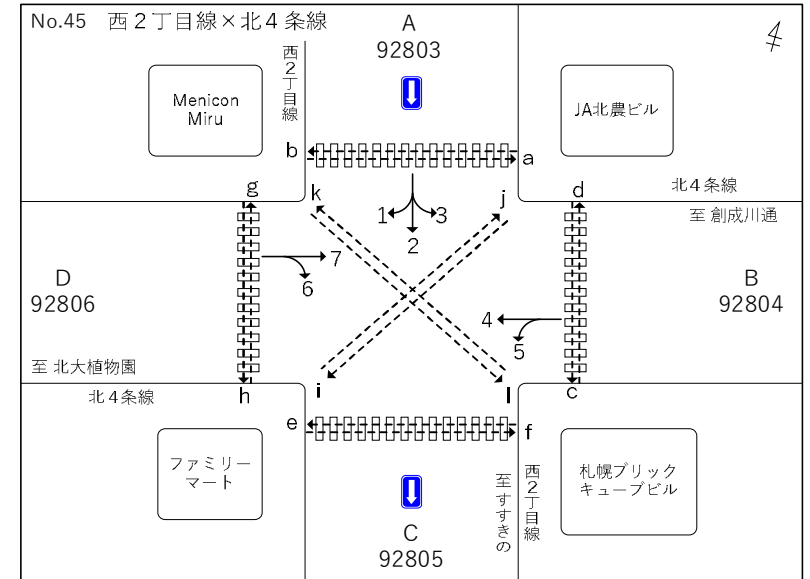 No.45 西２丁目線×北４条線
A
92803
西２丁目線
Menicon
Miru
JA北農ビル
b
a
g
k
j
d
北４条線
1
3
2
至 創成川通
7
6
D
92806
B
92804
4
5
至 北大植物園
北４条線
h
i
l
c
e
f
ファミリー
マート
至 すすきの
西２丁目線
札幌ブリック
キューブビル
C
92805